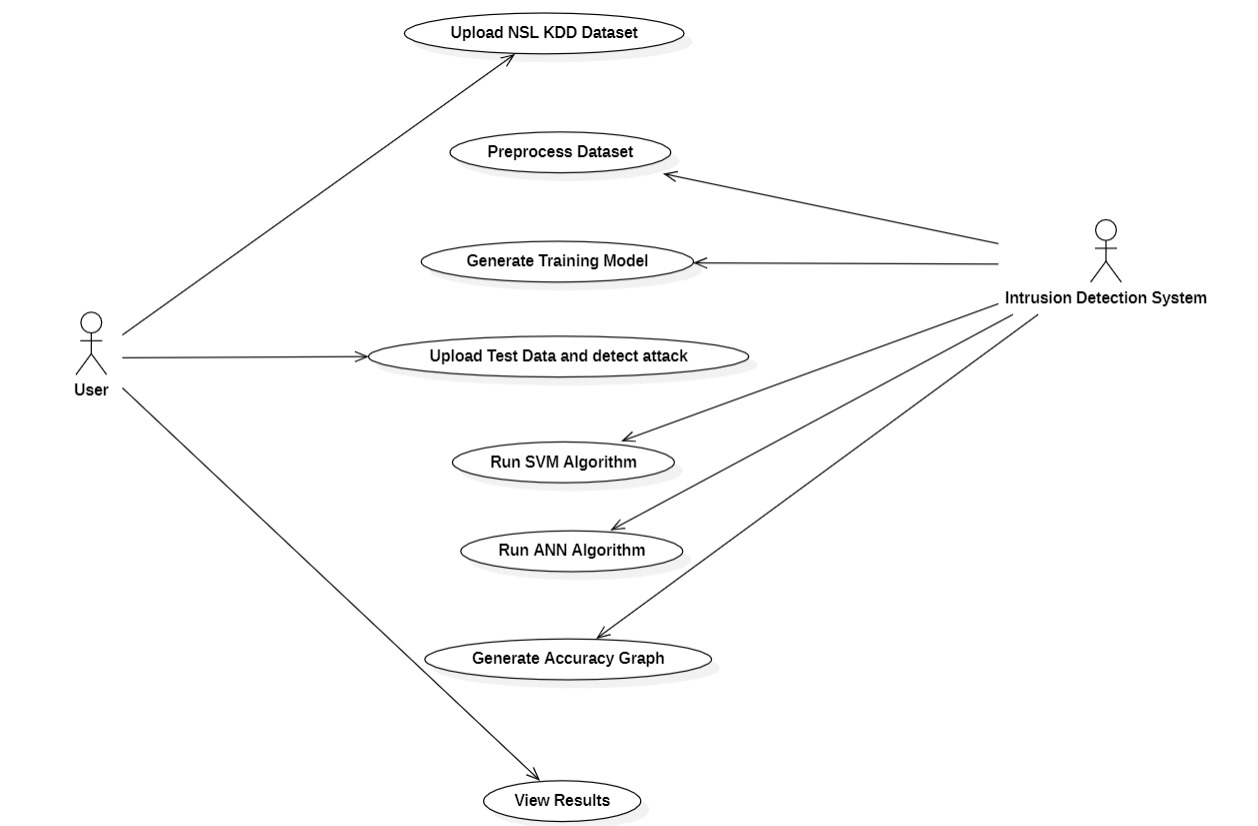 Upload NSL KDD Dataset
Preprocess Dataset
Generate Training Model
Intrusion Detection System
Upload Test Data and detect attack
User
Run SVM Algorithm
Run ANN Algorithm
Generate Accuracy Graph
View Results